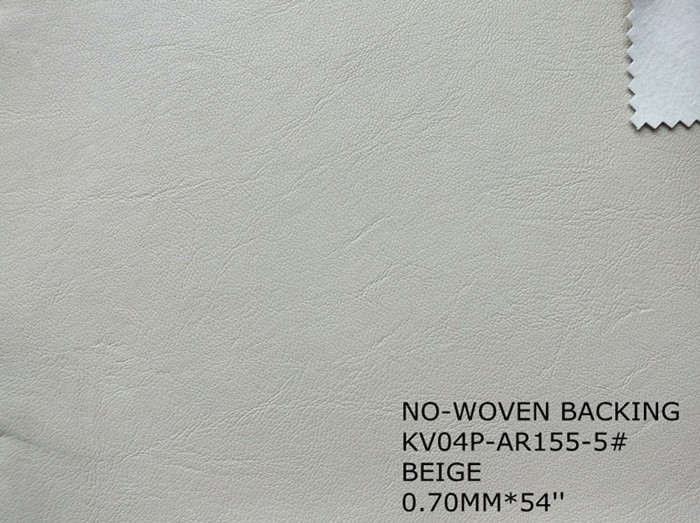 NO-WOVEN BACKING
KV04P-AR155-5#
BEIGE
0.70MM*54''